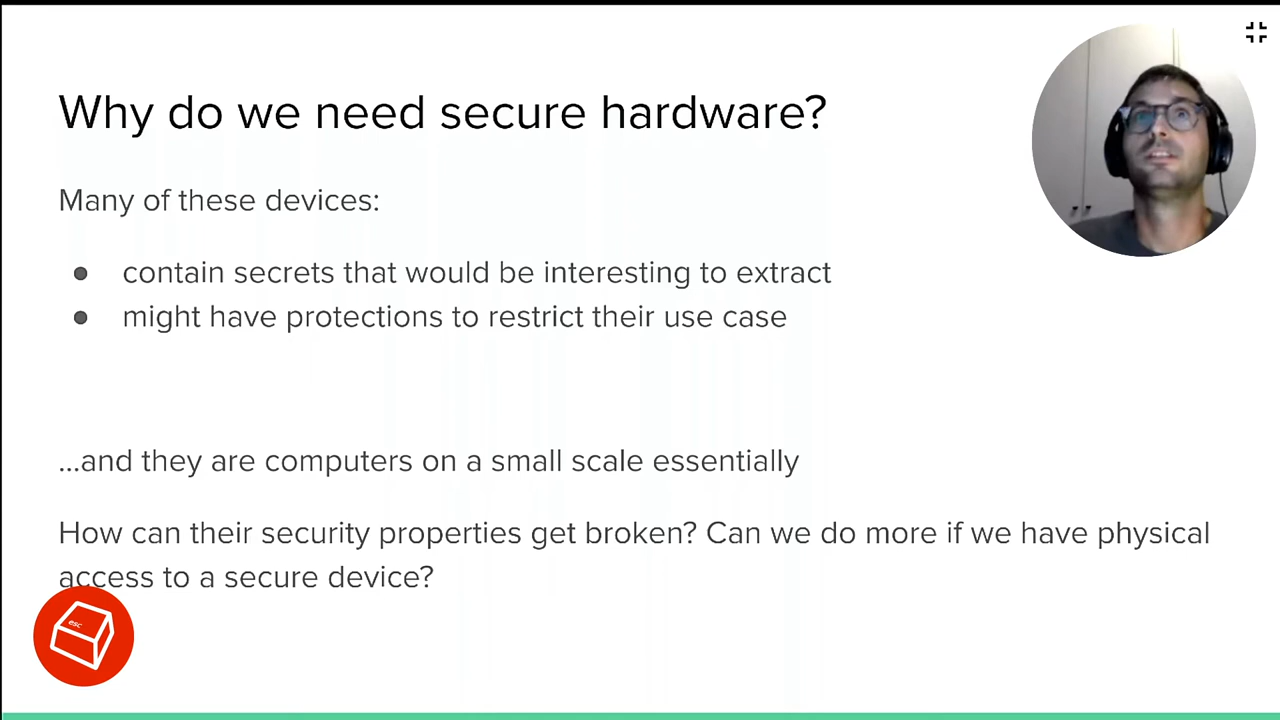 Why do we need secure hardware?
Many of these devices:
● contain secrets that would be interesting to extract
● might have protections to restrict their use case
...and they are computers on a small scale essentially
How can their security properties get broken? Can we do more if we have physical
access to a secure device?
esc